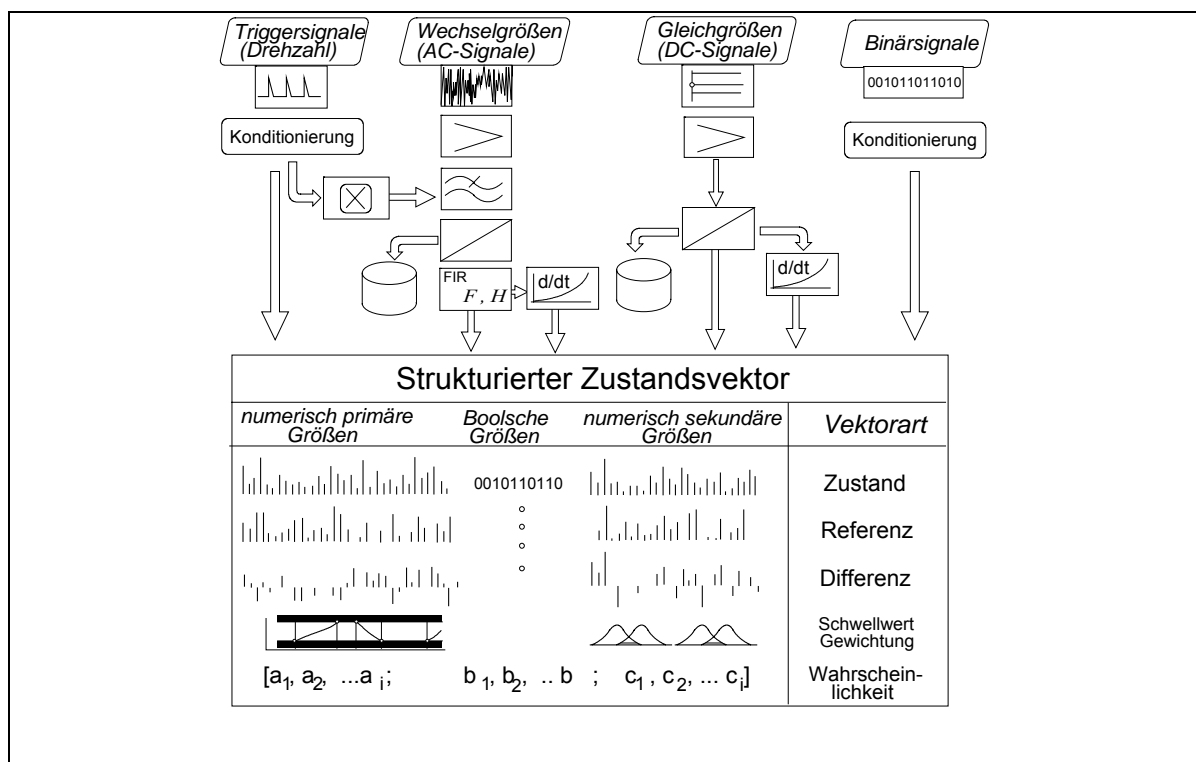 Triggersignale
(Drehzahl)
Wechselgrößen
(AC-Signale)
Gleichgrößen
(DC-Signale)
Binärsignale
001011011010
Konditionierung
Konditionierung
FIR
F, H
d/dt
d/dt
Strukturierter Zustandsvektor
numerisch primäre
Größen
Boolsche
Größen
numerisch sekundäre
Größen
Vektorart
0010110110
Zustand
Referenz
Differenz
Schwellwert
Gewichtung
[a1, a2, ...a i; b 1, b2, .. b ; c1 , c2, ... ci]
Wahrschein-
lichkeit